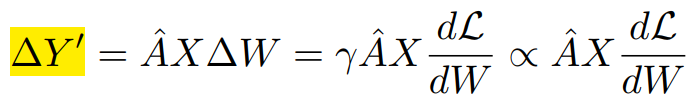 ΔY′ = ÂXΔW = γÂX dℒ/dW ∝ ÂX dℒ/dW